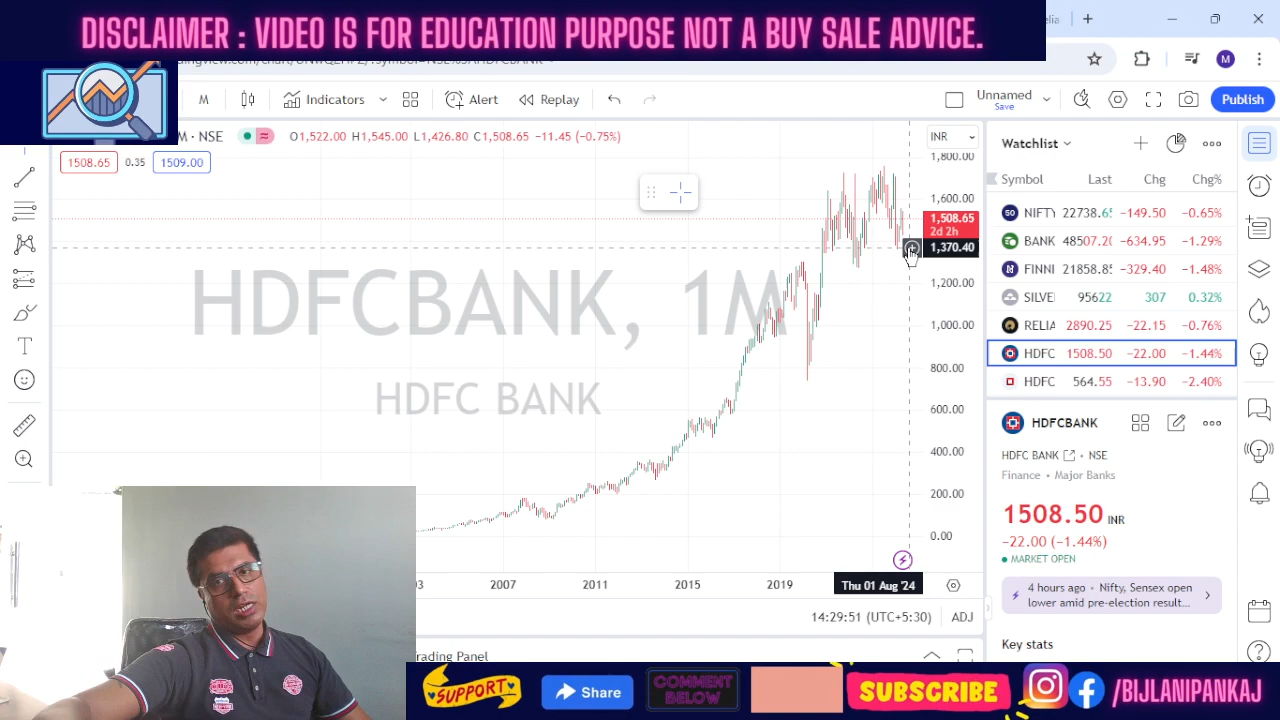 DISCLAIMER : VIDEO IS FOR EDUCATION PURPOSE NOT A BUY SALE ADVICE.
M
Indicators
Alert
Replay
Unnamed
Save
Publish
M · NSE
O1,522.00 H1,545.00 L1,426.80 C1,508.65 −11.45 (−0.75%)
INR
Watchlist
1508.65 0.35 1509.00
Symbol Last Chg Chg%
1,800.00
1,600.00
1,508.65
2d 2h
1,370.40
1,200.00
1,000.00
800.00
600.00
400.00
200.00
0.00
HDFCBANK, 1M
HDFC BANK
50 NIFTY 22738.65 −149.50 −0.65%
BANK 48507.20 −634.95 −1.29%
FINNI 21858.85 −329.40 −1.48%
SILVE 95622 307 0.32%
RELIA 2890.25 −22.15 −0.76%
HDFC 1508.50 −22.00 −1.44%
HDFC 564.55 −13.90 −2.40%
HDFCBANK
HDFC BANK · NSE
Finance · Major Banks
1508.50 INR
−22.00 (−1.44%)
MARKET OPEN
4 hours ago · Nifty, Sensex open
lower amid pre-election result...
Key stats
03 2007 2011 2015 2019 Thu 01 Aug '24
14:29:51 (UTC+5:30) ADJ
rading Panel
SUPPORT
Share
COMMENT
BELOW
SUBSCRIBE
/@JLANIPANKAJ